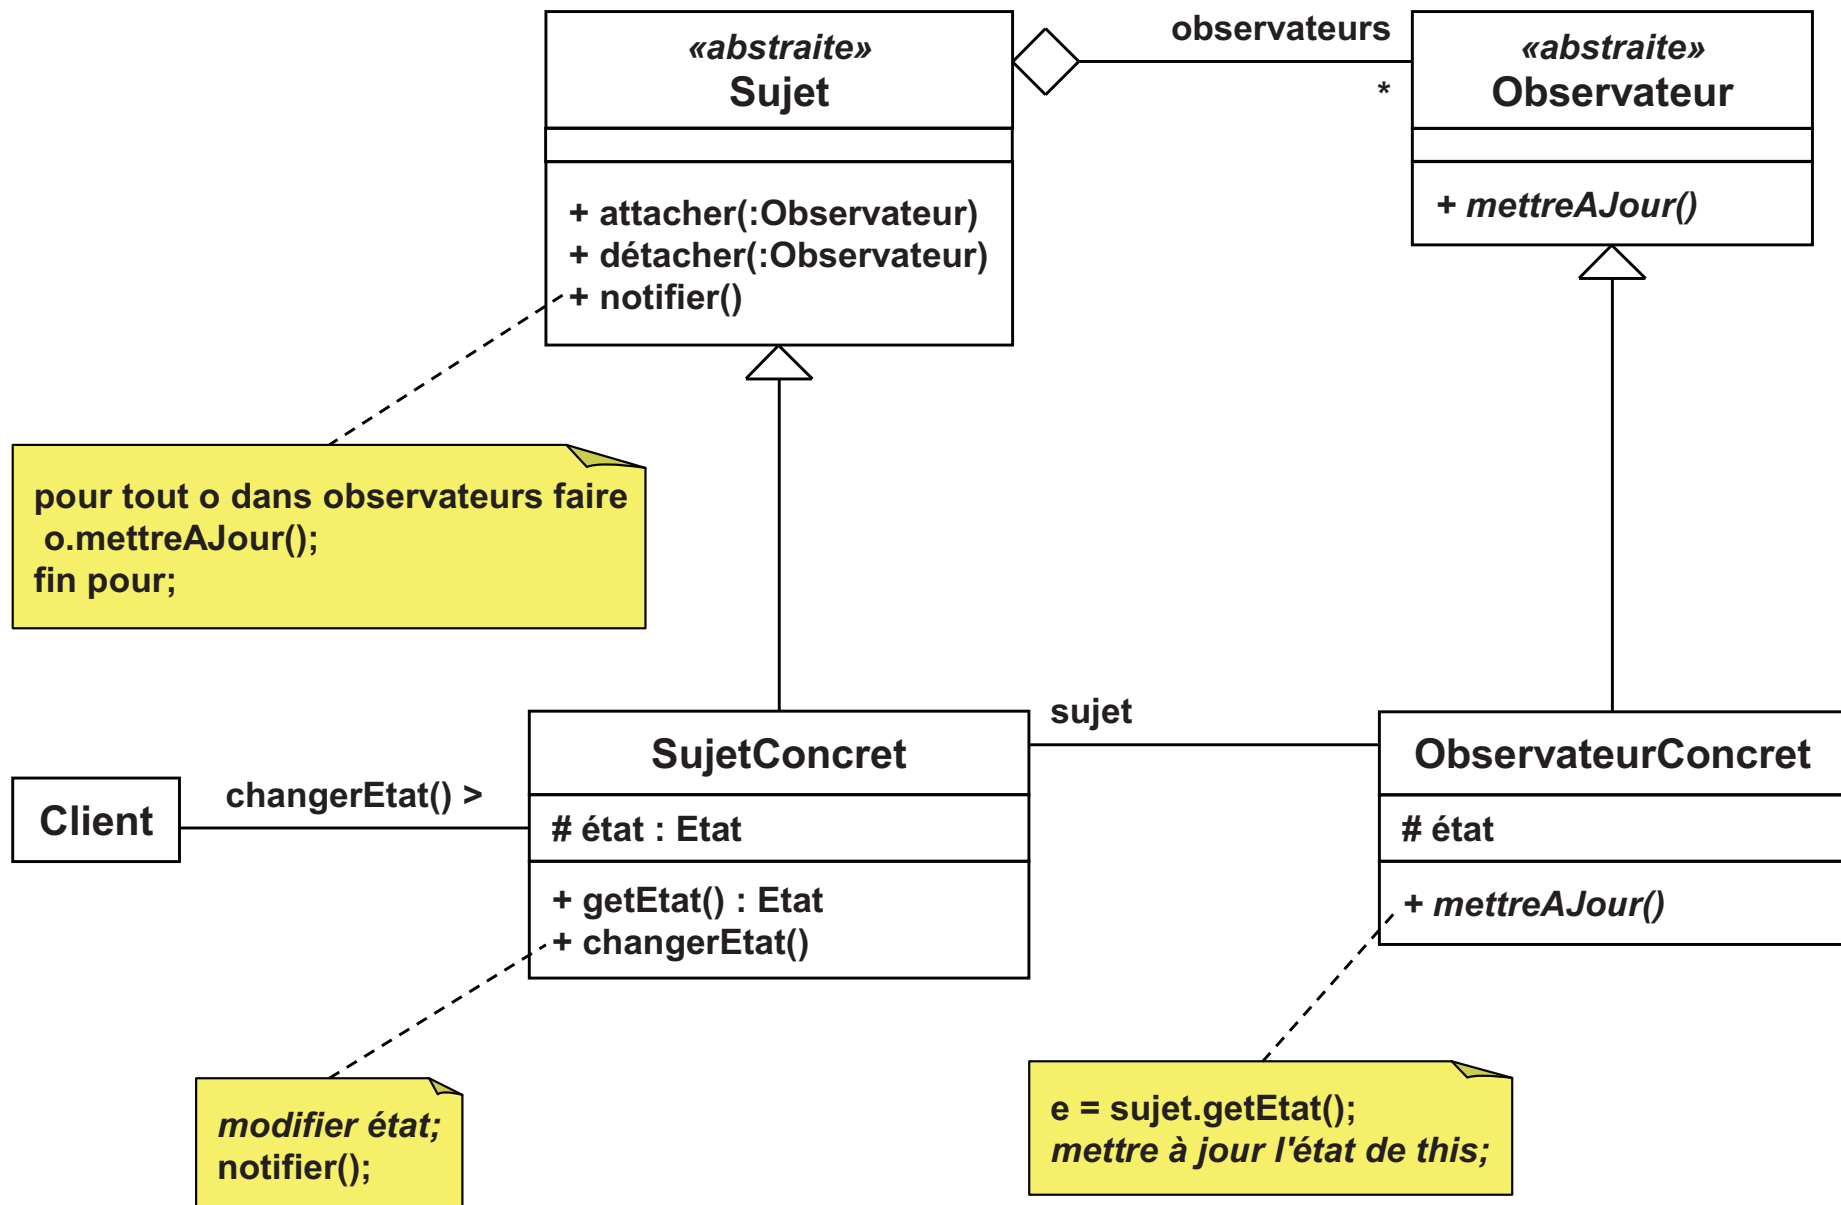 «abstraite»
Sujet
+ attacher(:Observateur)
+ détacher(:Observateur)
+ notifier()
observateurs
*
«abstraite»
Observateur
+ mettreAJour()
pour tout o dans observateurs faire
o.mettreAJour();
fin pour;
Client
changerEtat() >
SujetConcret
# état : Etat
+ getEtat() : Etat
+ changerEtat()
sujet
ObservateurConcret
# état
+ mettreAJour()
modifier état;
notifier();
e = sujet.getEtat();
mettre à jour l'état de this;